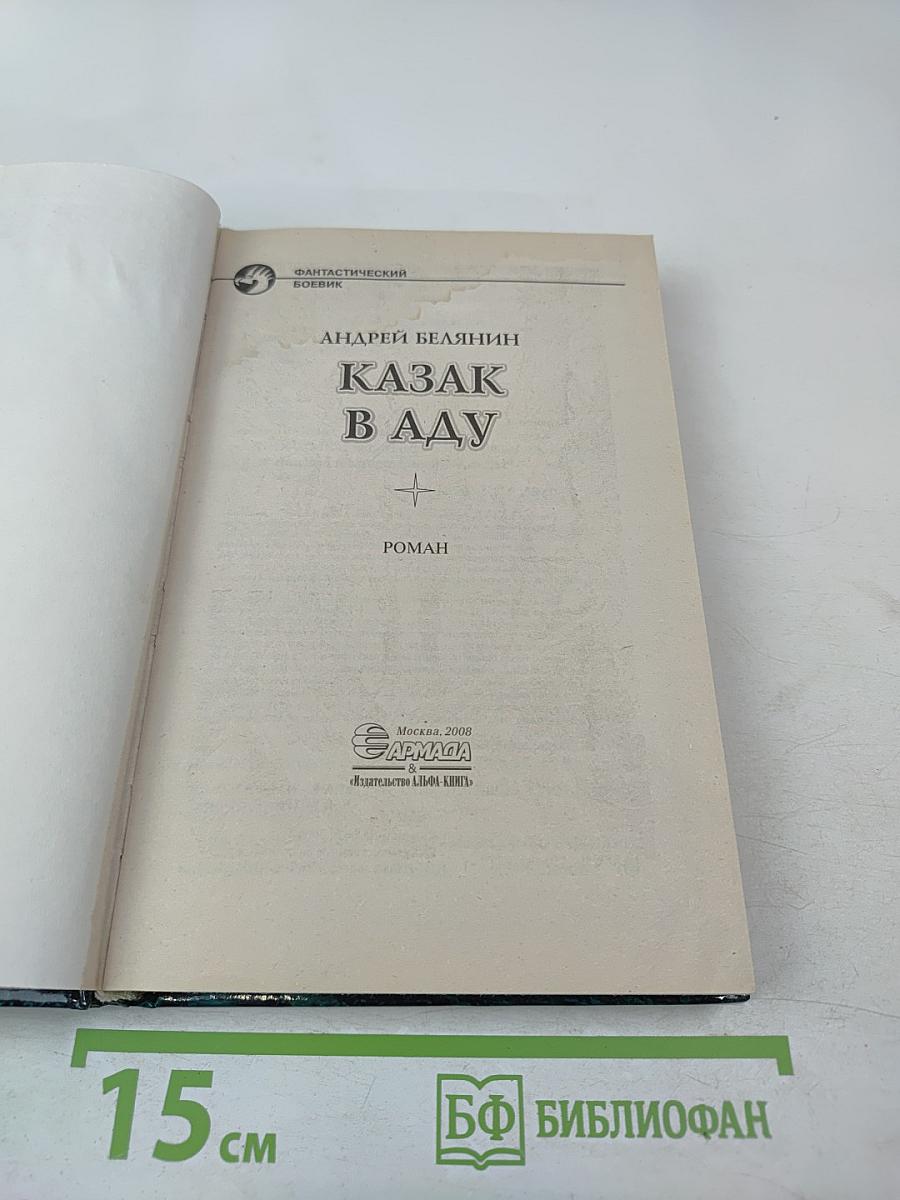 ФАНТАСТИЧЕСКИЙ
БОЕВИК
АНДРЕЙ БЕЛЯНИН
КАЗАК
В АДУ
РОМАН
Москва, 2008
АРМАДА
&
«Издательство АЛЬФА-КНИГА»
15 см
БФ БИБЛИОФАН